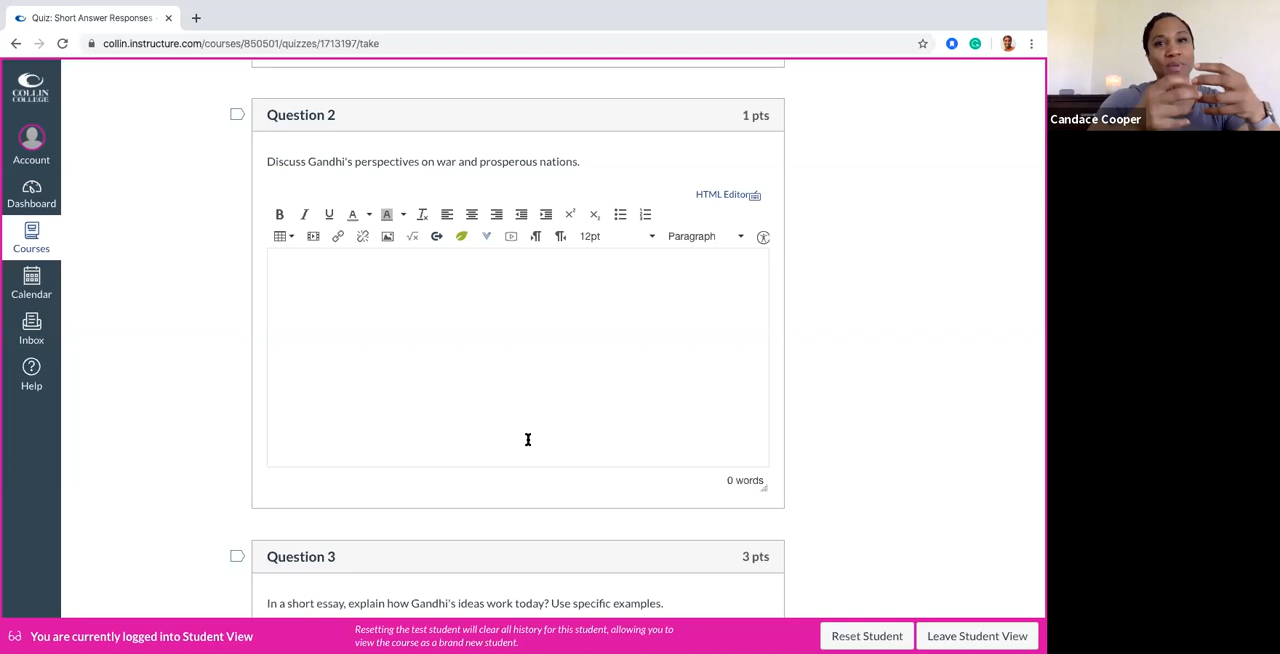 Quiz: Short Answer Responses
collin.instructure.com/courses/850501/quizzes/1713197/take
COLLIN
COLLEGE
Account
Dashboard
Courses
Calendar
Inbox
Help
Question 2
1 pts
Discuss Gandhi's perspectives on war and prosperous nations.
HTML Editor
B I U A A
12pt
Paragraph
0 words
Question 3
3 pts
In a short essay, explain how Gandhi's ideas work today? Use specific examples.
You are currently logged into Student View
Resetting the test student will clear all history for this student, allowing you to
view the course as a brand new student.
Reset Student
Leave Student View
Candace Cooper